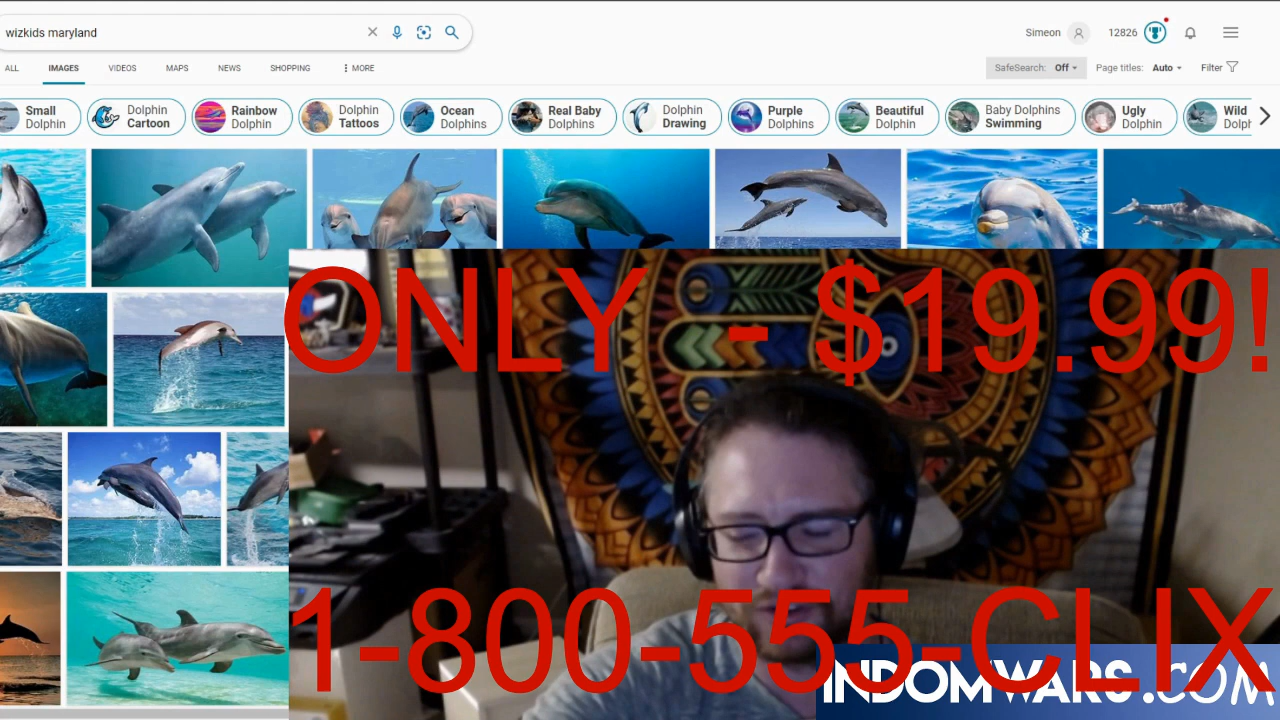 wizkids maryland
Simeon
12826
ALL
IMAGES
VIDEOS
MAPS
NEWS
SHOPPING
MORE
SafeSearch: Off
Page titles: Auto
Filter
Small
Dolphin
Dolphin
Cartoon
Rainbow
Dolphin
Dolphin
Tattoos
Ocean
Dolphins
Real Baby
Dolphins
Dolphin
Drawing
Purple
Dolphins
Beautiful
Dolphin
Baby Dolphins
Swimming
Ugly
Dolphin
Wild
Dolph
ONLY - $19.99!
1-800-555-CLIX
INDOMWARS.COM